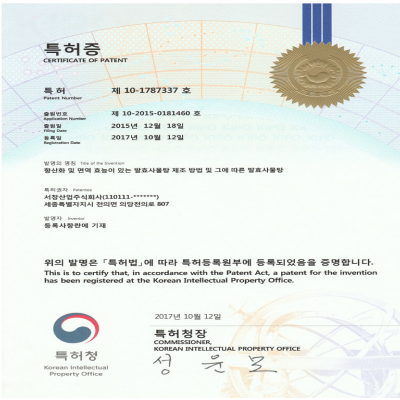 특허증
CERTIFICATE OF PATENT
특 허 제 10-1787337 호
Patent Number
출원번호 제 10-2015-0181460 호
Application Number
출원일 2015년 12월 18일
Filing Date
등록일 2017년 10월 12일
Registration Date
발명의 명칭 Title of the Invention
항산화 및 면역 효능이 있는 발효사물탕 제조 방법 및 그에 따른 발효사물탕
특허권자 Patentee
서창산업주식회사(110111-*******)
세종특별자치시 전의면 의당전의로 807
발명자 Inventor
등록사항란에 기재
위의 발명은 「특허법」에 따라 특허등록원부에 등록되었음을 증명합니다.
This is to certify that, in accordance with the Patent Act, a patent for the invention
has been registered at the Korean Intellectual Property Office.
2017년 10월 12일
특허청장
COMMISSIONER,
KOREAN INTELLECTUAL PROPERTY OFFICE
성윤모
특허청
Korean Intellectual
Property Office